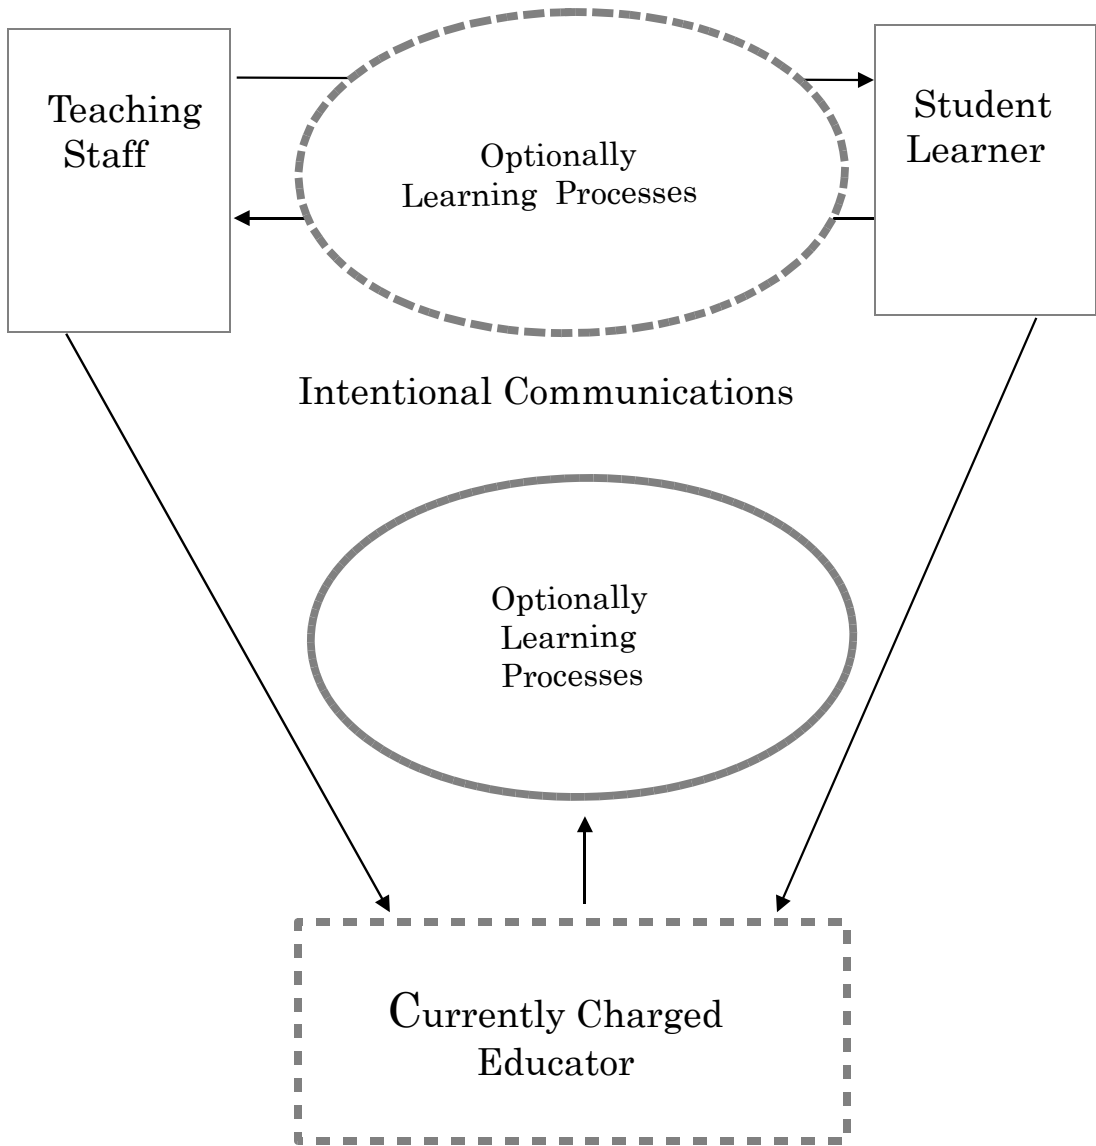 Teaching
Staff
Optionally
Learning Processes
Student
Learner
Intentional Communications
Optionally
Learning
Processes
Currently Charged
Educator